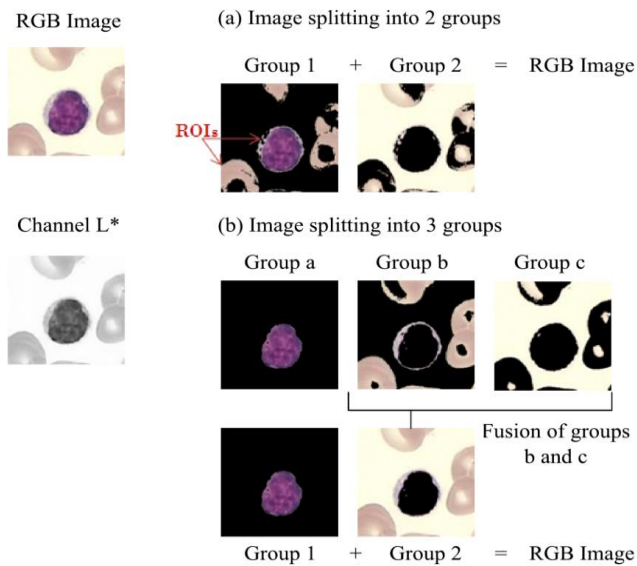 RGB Image
(a) Image splitting into 2 groups
Group 1 + Group 2 = RGB Image
ROIs
Channel L*
(b) Image splitting into 3 groups
Group a Group b Group c
Fusion of groups
b and c
Group 1 + Group 2 = RGB Image